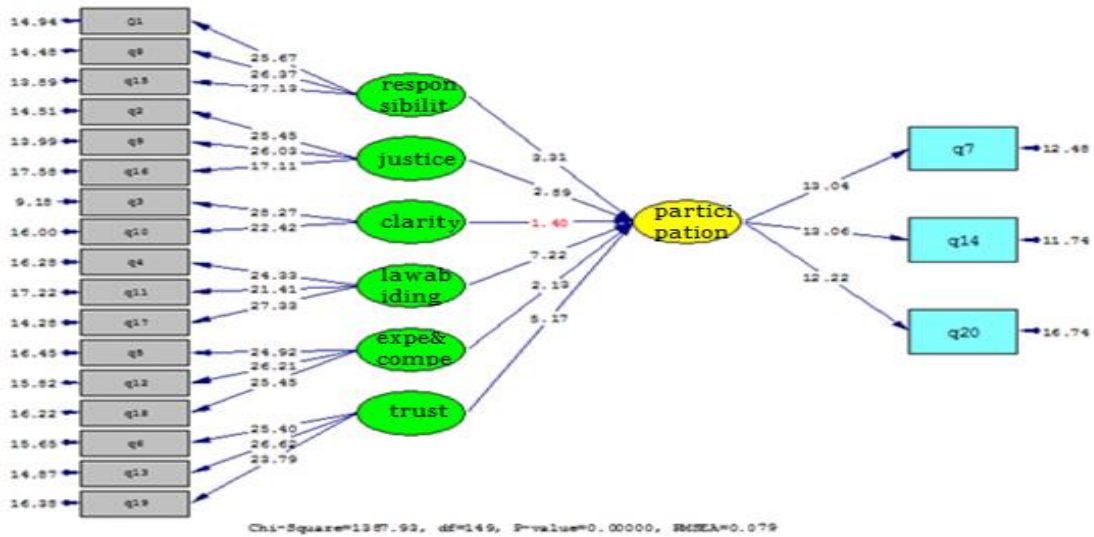 14.94 Q1
14.48 q8
13.89 q15
14.51 q2
13.99 q9
17.58 q16
9.18 q3
16.00 q10
16.28 q4
17.22 q11
14.28 q17
16.45 q5
15.82 q12
16.22 q18
15.65 q6
14.87 q13
16.38 q19
25.67
26.37
27.13
25.45
26.03
17.11
28.27
22.42
24.33
21.41
27.33
24.92
26.21
25.45
25.40
26.62
23.79
respon
sibilit
justice
clarity
lawab
iding
expe&
compe
trust
3.31
2.89
1.40
7.22
2.13
5.17
partici
pation
13.04
13.06
12.22
q7 12.48
q14 11.74
q20 16.74
Chi-Square=1387.93, df=149, P-value=0.00000, RMSEA=0.079